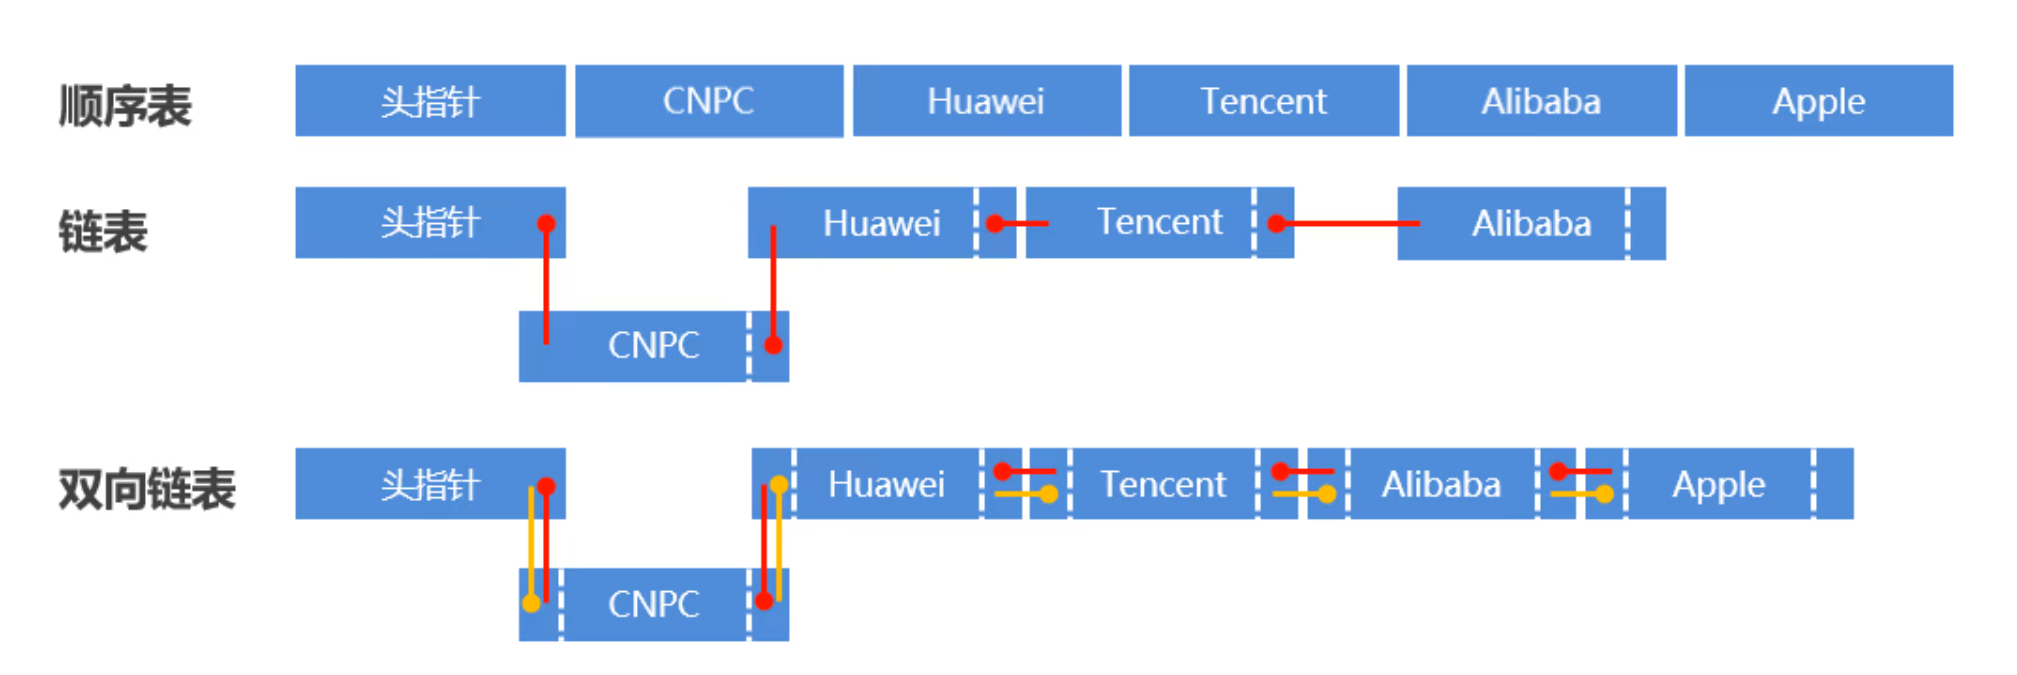 顺序表 头指针 CNPC Huawei Tencent Alibaba Apple
链表 头指针 Huawei Tencent Alibaba
CNPC
双向链表 头指针 Huawei Tencent Alibaba Apple
CNPC